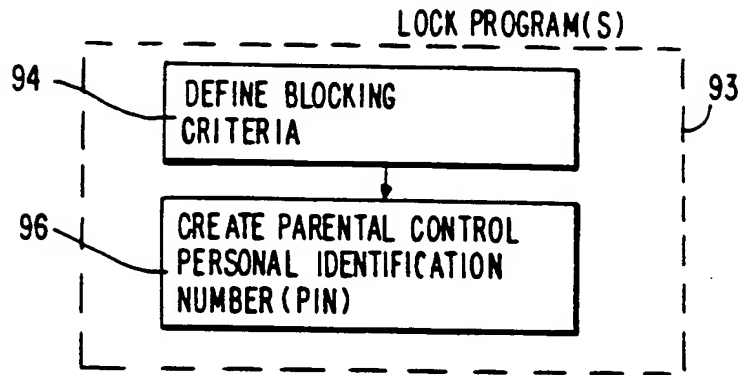 LOCK PROGRAM(S)
94
DEFINE BLOCKING
CRITERIA
93
96
CREATE PARENTAL CONTROL
PERSONAL IDENTIFICATION
NUMBER (PIN)